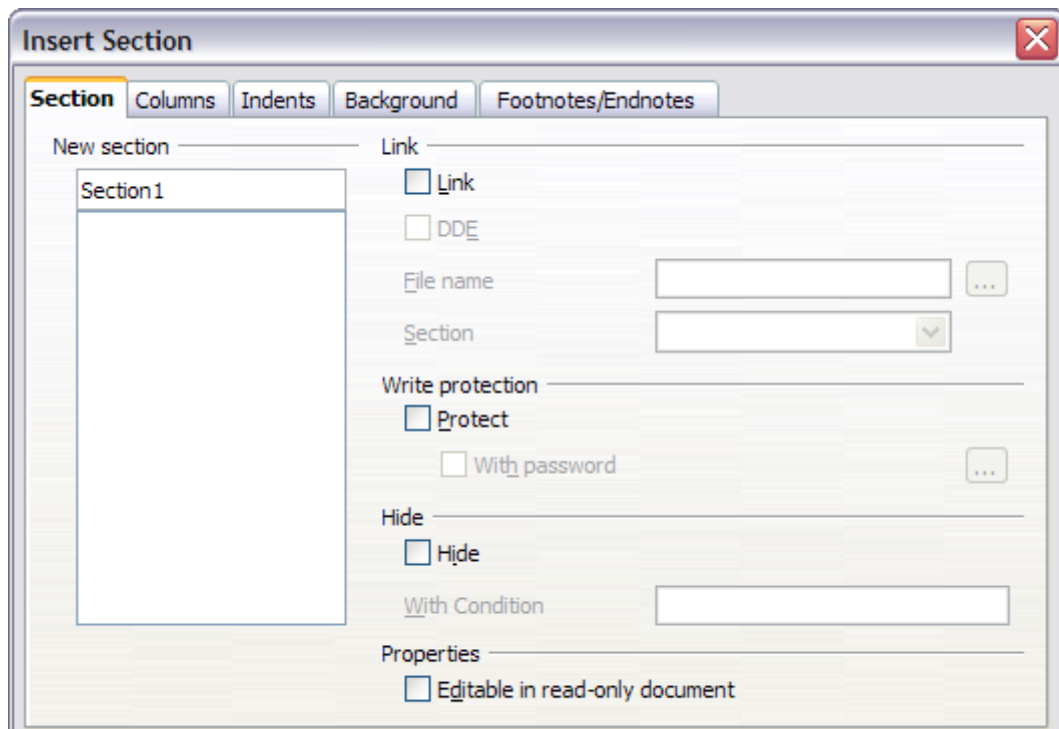 Insert Section
Section Columns Indents Background Footnotes/Endnotes
New section
Section1
Link
Link
DDE
File name ...
Section
Write protection
Protect
With password ...
Hide
Hide
With Condition
Properties
Editable in read-only document